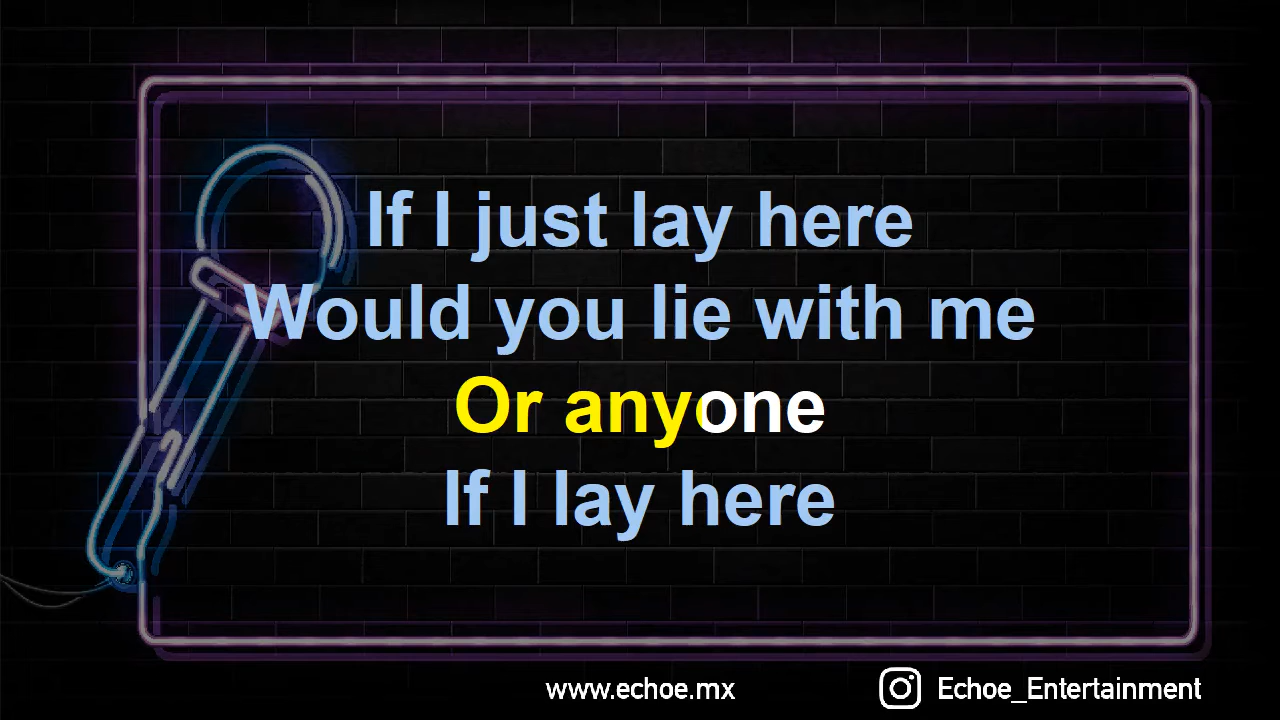 If I just lay here
Would you lie with me
Or anyone
If I lay here
www.echoe.mx
Echoe_Entertainment